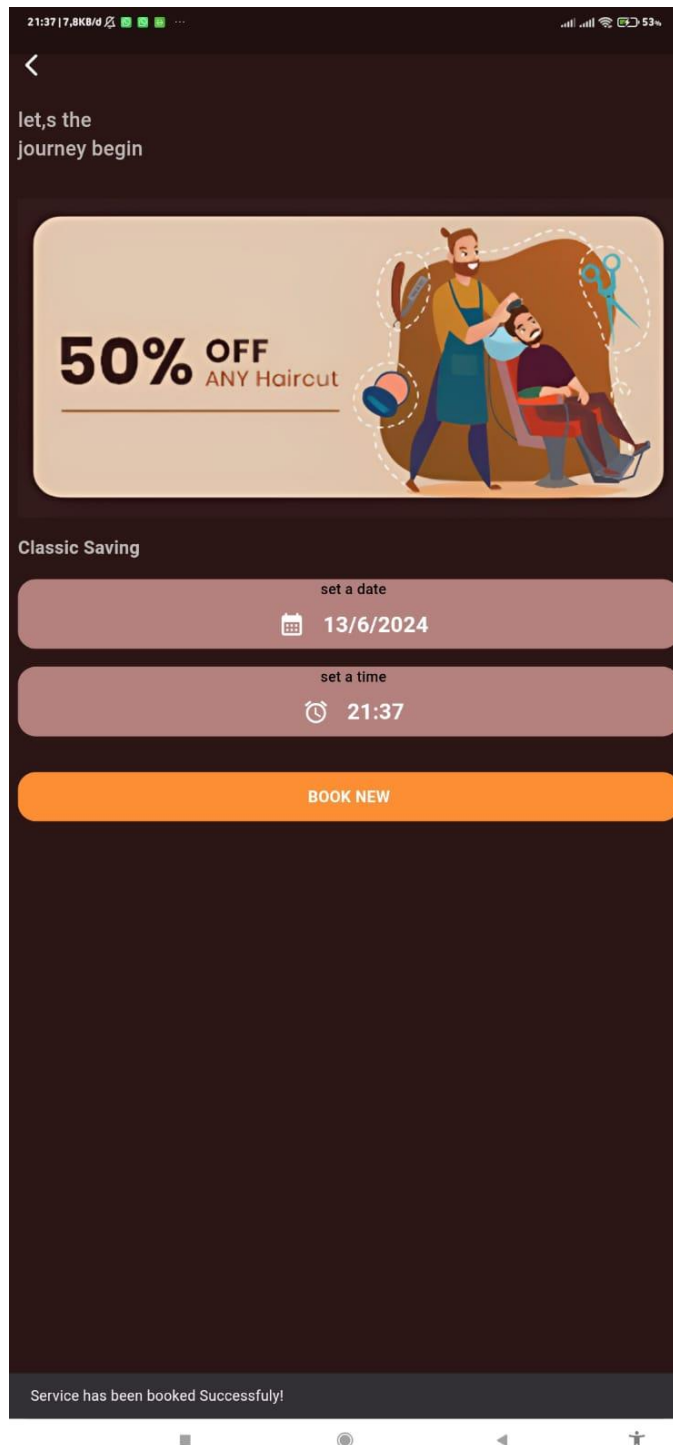 21:37 | 7,8KB/d 53%
let,s the
journey begin
50% OFF
ANY Haircut
Classic Saving
set a date
13/6/2024
set a time
21:37
BOOK NEW
Service has been booked Successfuly!